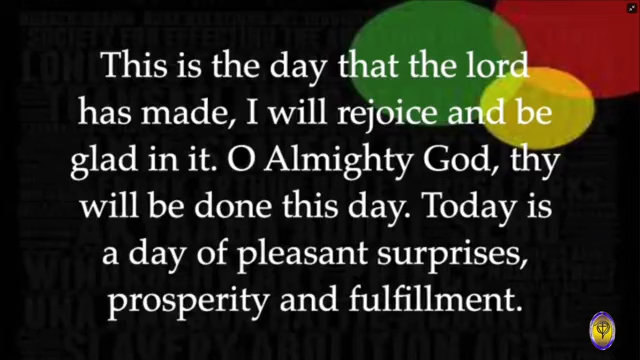 This is the day that the lord
has made, I will rejoice and be
glad in it. O Almighty God, thy
will be done this day. Today is
a day of pleasant surprises,
prosperity and fulfillment.